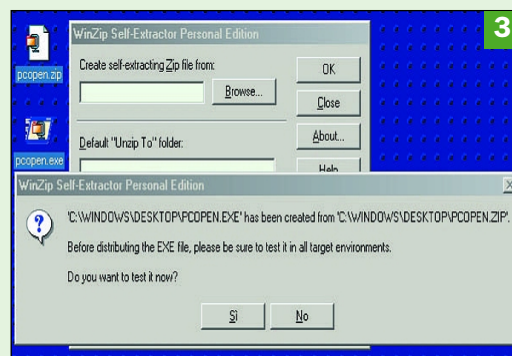 3
pcopen.zip
pcopen.exe
WinZip Self-Extractor Personal Edition
Create self-extracting Zip file from:
Browse...
OK
Close
About...
Help
Default "Unzip To" folder:
WinZip Self-Extractor Personal Edition
'C:\WINDOWS\DESKTOP\PCOPEN.EXE' has been created from 'C:\WINDOWS\DESKTOP\PCOPEN.ZIP'.
Before distributing the EXE file, please be sure to test it in all target environments.
Do you want to test it now?
Sì
No